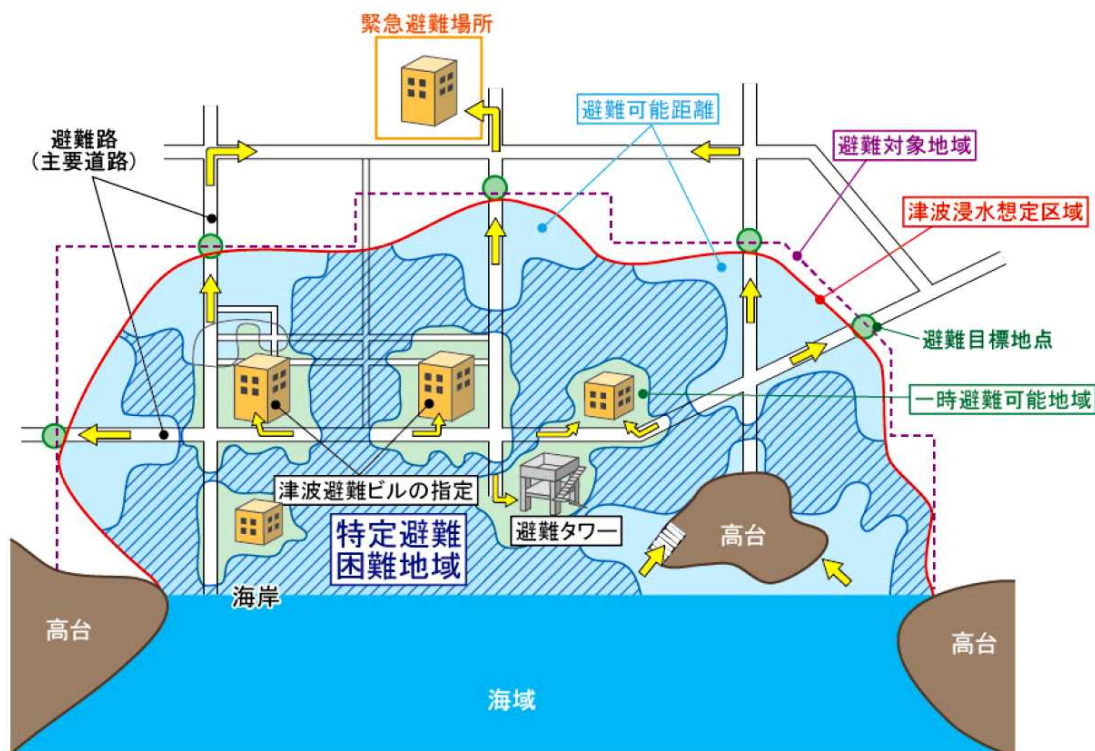 緊急避難場所
避難可能距離
避難路
(主要道路)
避難対象地域
津波浸水想定区域
避難目標地点
一時避難可能地域
津波避難ビルの指定
特定避難
困難地域
避難タワー
高台
海岸
高台
高台
海域